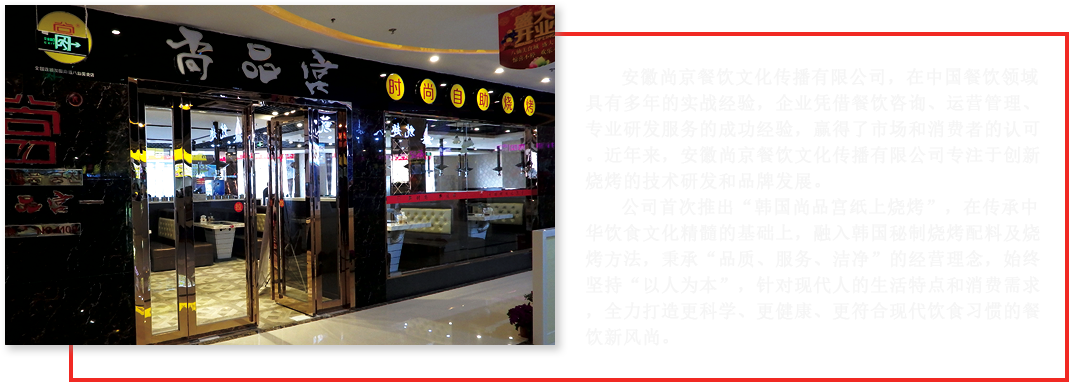 尚品宫
时尚自助烧烤
安徽尚京餐饮文化传播有限公司，在中国餐饮领域
具有多年的实战经验，企业凭借餐饮咨询、运营管理、
专业研发服务的成功经验，赢得了市场和消费者的认可
。近年来，安徽尚京餐饮文化传播有限公司专注于创新
烧烤的技术研发和品牌发展。
公司首次推出“韩国尚品宫纸上烧烤”，在传承中
华饮食文化精髓的基础上，融入韩国秘制烧烤配料及烧
烤方法，秉承“品质、服务、洁净”的经营理念，始终
坚持“以人为本”，针对现代人的生活特点和消费需求
，全力打造更科学、更健康、更符合现代饮食习惯的餐
饮新风尚。